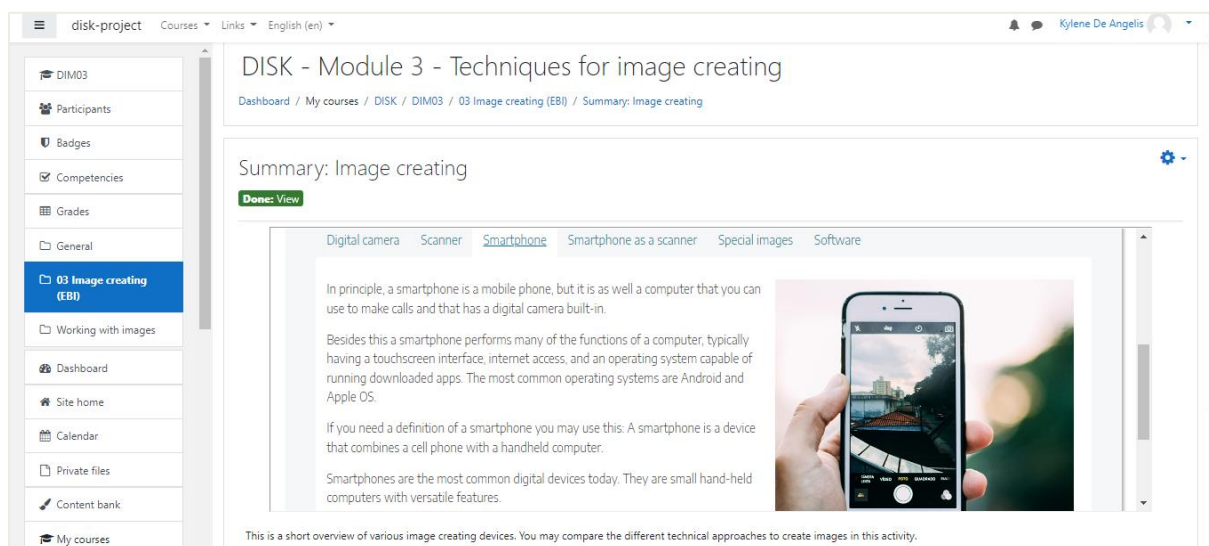 disk-project Courses Links English (en) Kylene De Angelis
DIM03
Participants
Badges
Competencies
Grades
General
03 Image creating
(EBI)
Working with images
Dashboard
Site home
Calendar
Private files
Content bank
My courses
DISK - Module 3 - Techniques for image creating
Dashboard / My courses / DISK / DIM03 / 03 Image creating (EBI) / Summary: Image creating
Summary: Image creating
Done: View
Digital camera Scanner Smartphone Smartphone as a scanner Special images Software
In principle, a smartphone is a mobile phone, but it is as well a computer that you can
use to make calls and that has a digital camera built-in.
Besides this a smartphone performs many of the functions of a computer, typically
having a touchscreen interface, internet access, and an operating system capable of
running downloaded apps. The most common operating systems are Android and
Apple OS.
If you need a definition of a smartphone you may use this: A smartphone is a device
that combines a cell phone with a handheld computer.
Smartphones are the most common digital devices today. They are small hand-held
computers with versatile features.
VÍDEO FOTO QUADRADO
This is a short overview of various image creating devices. You may compare the different technical approaches to create images in this activity.